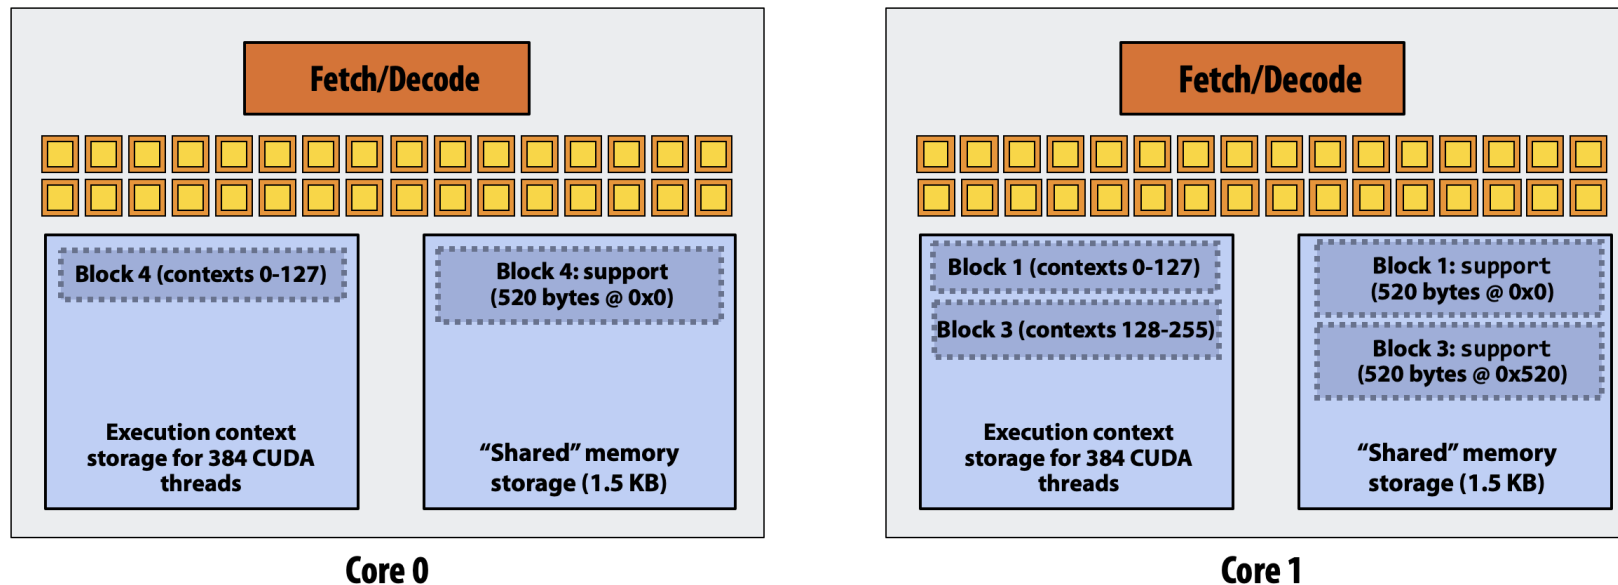 Fetch/Decode
Block 4 (contexts 0-127)
Block 4: support
(520 bytes @ 0x0)
Execution context
storage for 384 CUDA
threads
“Shared” memory
storage (1.5 KB)
Core 0
Fetch/Decode
Block 1 (contexts 0-127)
Block 3 (contexts 128-255)
Block 1: support
(520 bytes @ 0x0)
Block 3: support
(520 bytes @ 0x520)
Execution context
storage for 384 CUDA
threads
“Shared” memory
storage (1.5 KB)
Core 1